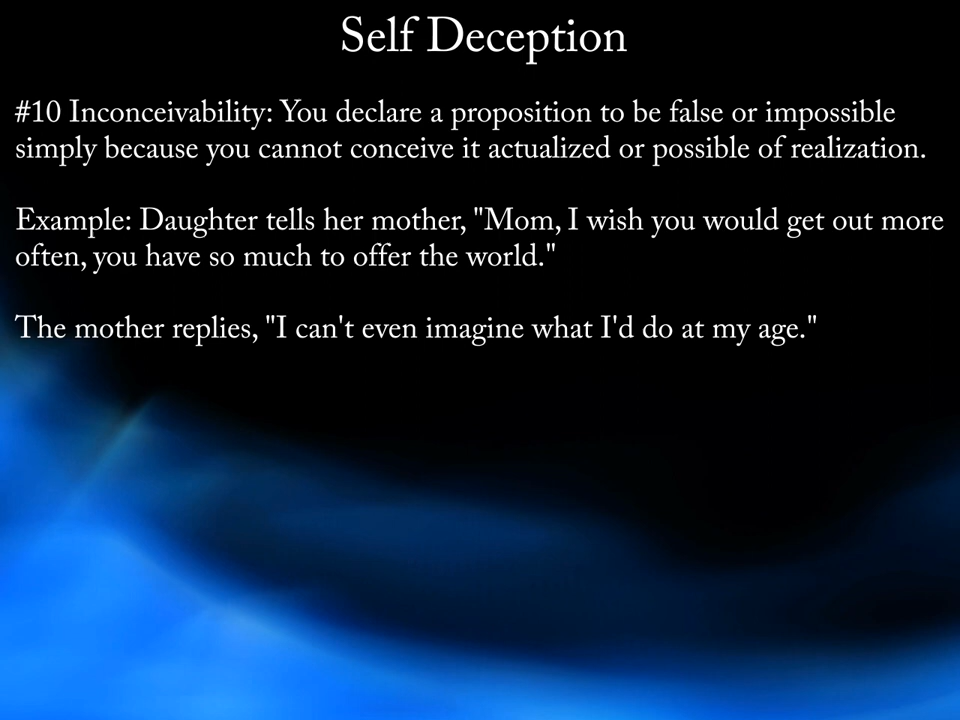 Self Deception
#10 Inconceivability: You declare a proposition to be false or impossible
simply because you cannot conceive it actualized or possible of realization.
Example: Daughter tells her mother, "Mom, I wish you would get out more
often, you have so much to offer the world."
The mother replies, "I can't even imagine what I'd do at my age."